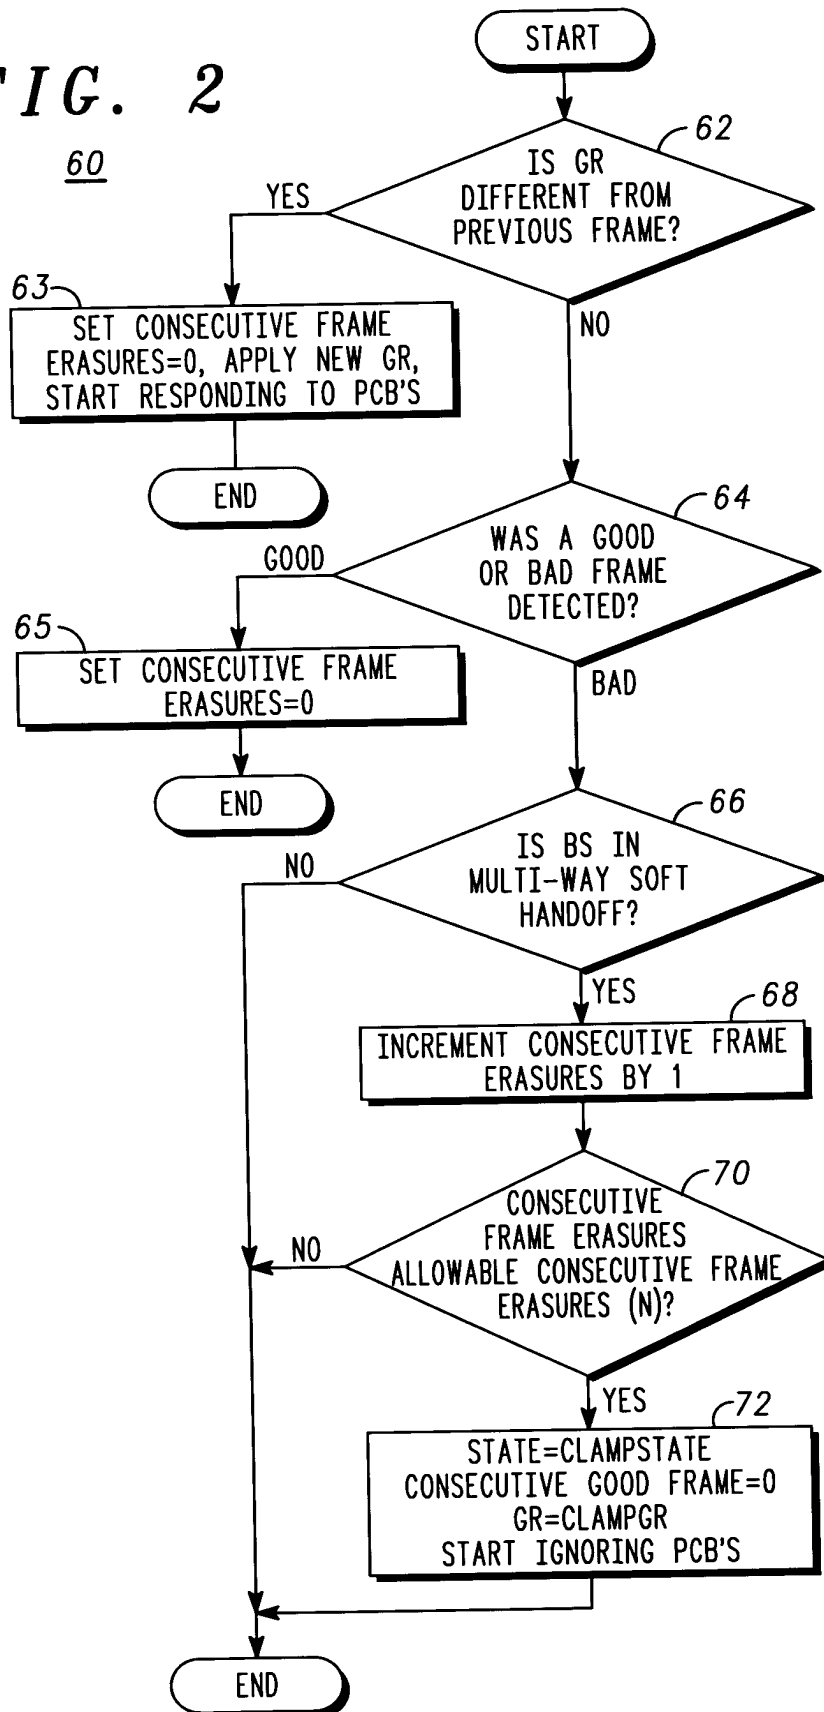 START
FIG. 2
60
62
IS GR
DIFFERENT FROM
PREVIOUS FRAME?
YES
NO
63
SET CONSECUTIVE FRAME
ERASURES=0, APPLY NEW GR,
START RESPONDING TO PCB'S
END
64
WAS A GOOD
OR BAD FRAME
DETECTED?
GOOD
BAD
65
SET CONSECUTIVE FRAME
ERASURES=0
END
66
IS BS IN
MULTI-WAY SOFT
HANDOFF?
NO
YES
68
INCREMENT CONSECUTIVE FRAME
ERASURES BY 1
70
CONSECUTIVE
FRAME ERASURES
ALLOWABLE CONSECUTIVE FRAME
ERASURES (N)?
NO
YES
72
STATE=CLAMPSTATE
CONSECUTIVE GOOD FRAME=0
GR=CLAMPGR
START IGNORING PCB'S
END